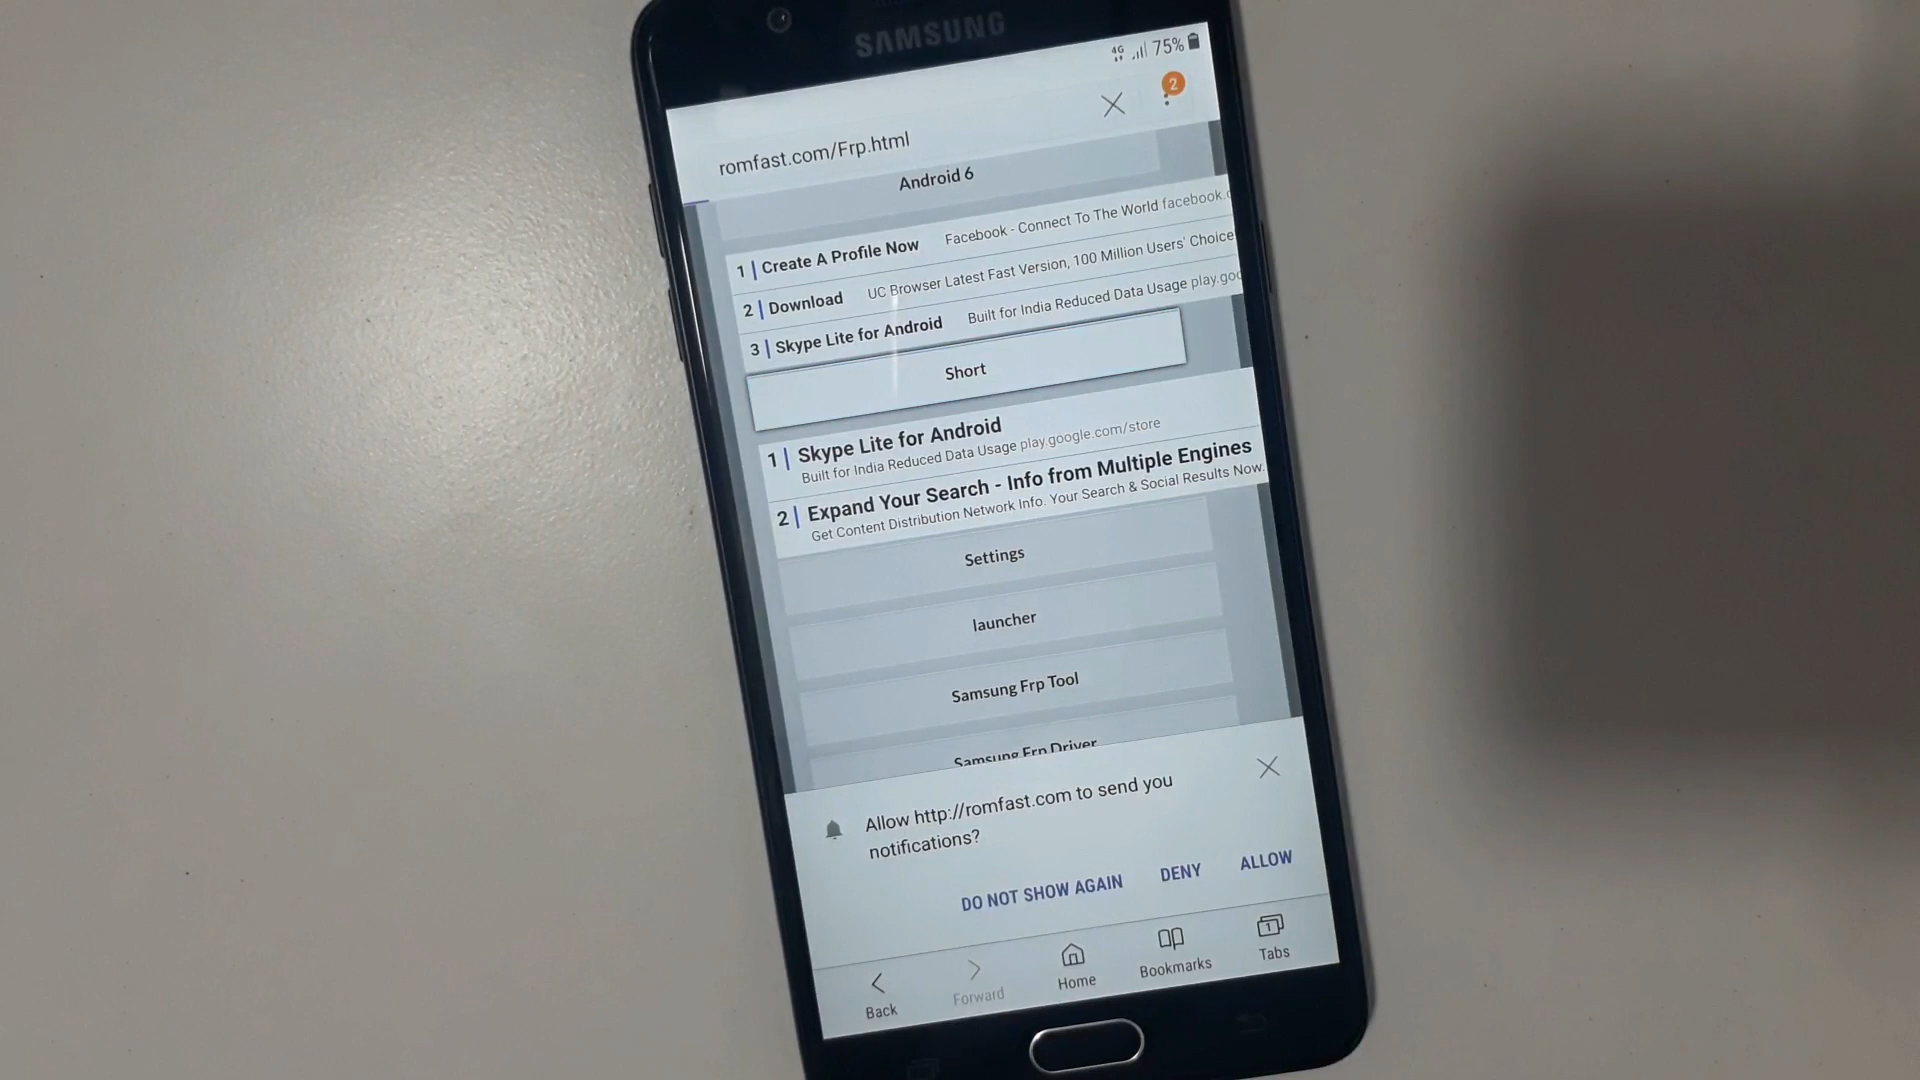 SAMSUNG
4G 75%
2
romfast.com/Frp.html
Android 6
1 | Create A Profile Now Facebook - Connect To The World facebook.
2 | Download UC Browser Latest Fast Version, 100 Million Users' Choice
3 | Skype Lite for Android Built for India Reduced Data Usage play.goo
Short
1 | Skype Lite for Android
Built for India Reduced Data Usage play.google.com/store
2 | Expand Your Search - Info from Multiple Engines
Get Content Distribution Network Info. Your Search & Social Results Now.
Settings
launcher
Samsung Frp Tool
Samsung Frp Driver
Allow http://romfast.com to send you
notifications?
DO NOT SHOW AGAIN DENY ALLOW
1
Back Forward Home Bookmarks Tabs